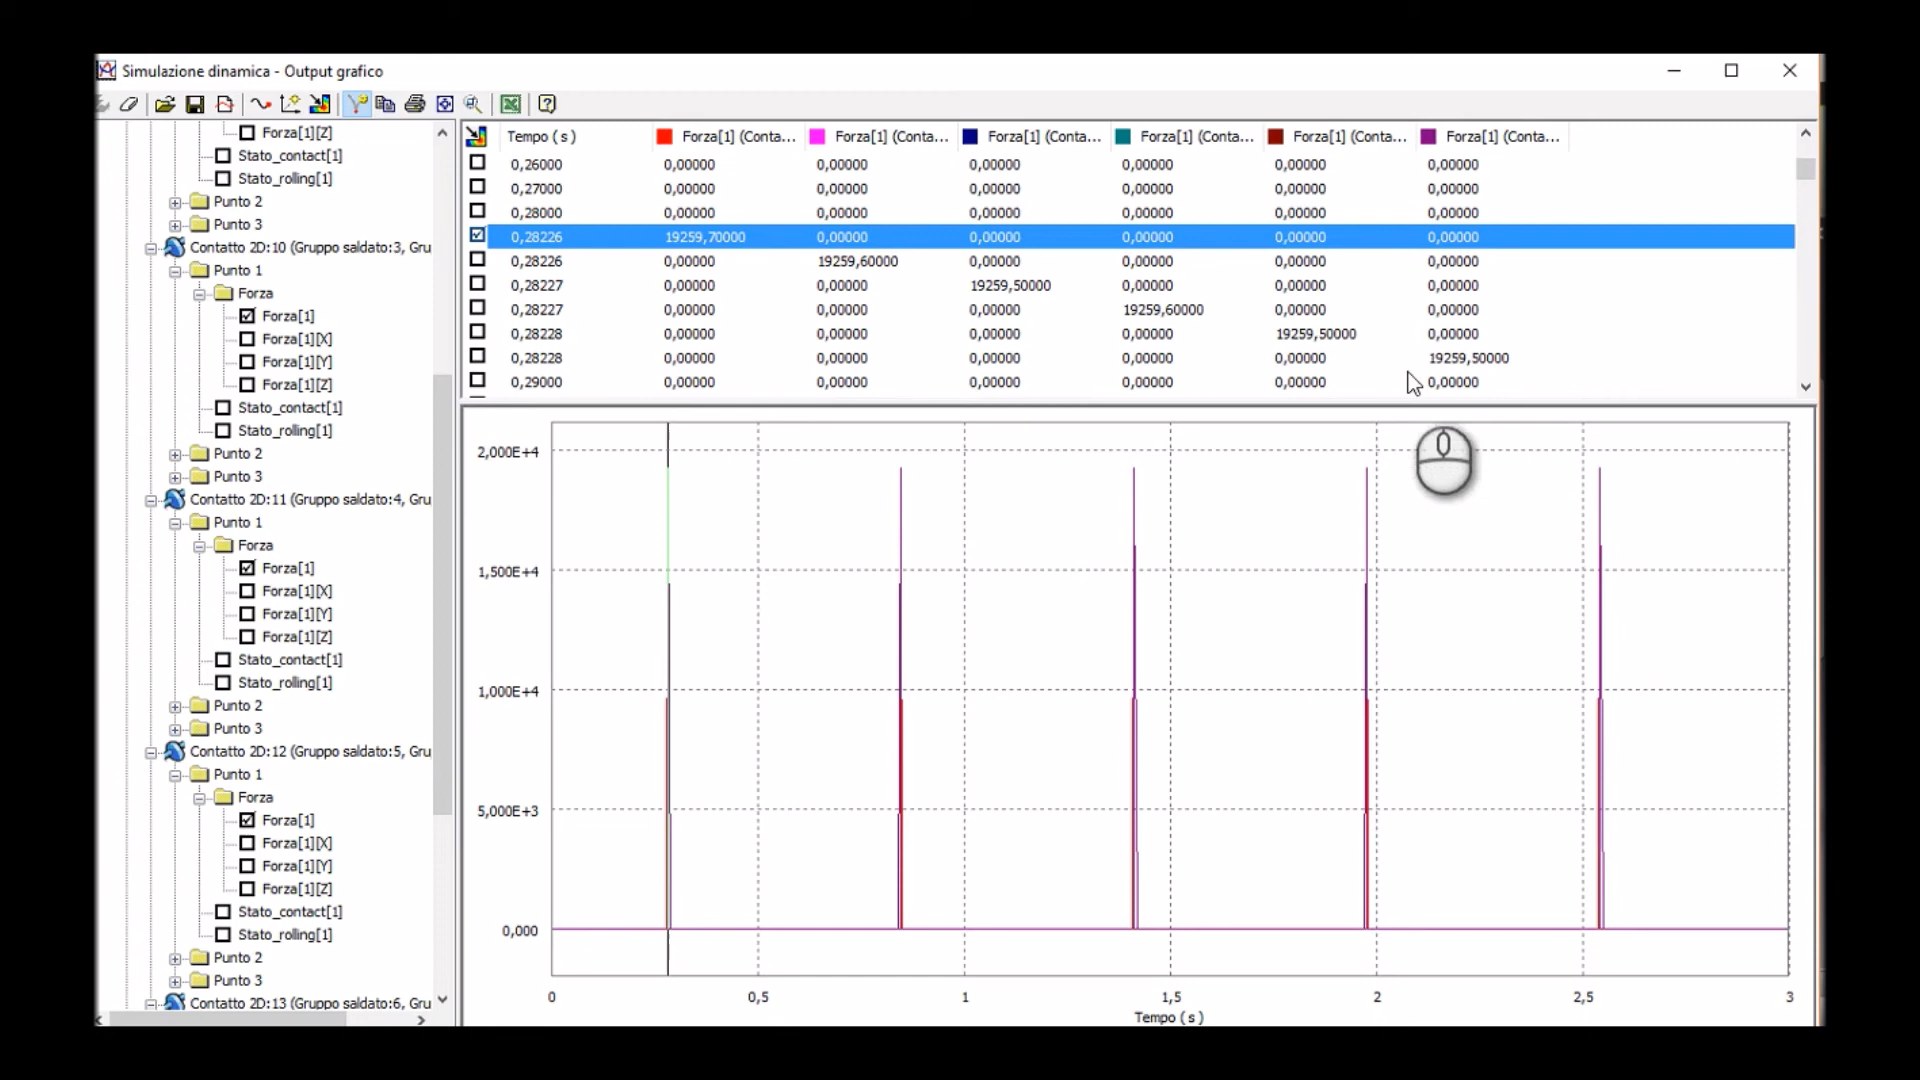 Simulazione dinamica - Output grafico
Forza[1][Z]
Stato_contact[1]
Stato_rolling[1]
Punto 2
Punto 3
Contatto 2D:10 (Gruppo saldato:3, Gru
Punto 1
Forza
Forza[1]
Forza[1][X]
Forza[1][Y]
Forza[1][Z]
Stato_contact[1]
Stato_rolling[1]
Punto 2
Punto 3
Contatto 2D:11 (Gruppo saldato:4, Gru
Punto 1
Forza
Forza[1]
Forza[1][X]
Forza[1][Y]
Forza[1][Z]
Stato_contact[1]
Stato_rolling[1]
Punto 2
Punto 3
Contatto 2D:12 (Gruppo saldato:5, Gru
Punto 1
Forza
Forza[1]
Forza[1][X]
Forza[1][Y]
Forza[1][Z]
Stato_contact[1]
Stato_rolling[1]
Punto 2
Punto 3
Contatto 2D:13 (Gruppo saldato:6, Gru
Tempo ( s ) Forza[1] (Conta... Forza[1] (Conta... Forza[1] (Conta... Forza[1] (Conta... Forza[1] (Conta... Forza[1] (Conta...
0,26000 0,00000 0,00000 0,00000 0,00000 0,00000 0,00000
0,27000 0,00000 0,00000 0,00000 0,00000 0,00000 0,00000
0,28000 0,00000 0,00000 0,00000 0,00000 0,00000 0,00000
0,28226 19259,70000 0,00000 0,00000 0,00000 0,00000 0,00000
0,28226 0,00000 19259,60000 0,00000 0,00000 0,00000 0,00000
0,28227 0,00000 0,00000 19259,50000 0,00000 0,00000 0,00000
0,28227 0,00000 0,00000 0,00000 19259,60000 0,00000 0,00000
0,28228 0,00000 0,00000 0,00000 0,00000 19259,50000 0,00000
0,28228 0,00000 0,00000 0,00000 0,00000 0,00000 19259,50000
0,29000 0,00000 0,00000 0,00000 0,00000 0,00000 0,00000
2,000E+4
1,500E+4
1,000E+4
5,000E+3
0,000
0 0,5 1 1,5 2 2,5 3
Tempo ( s )